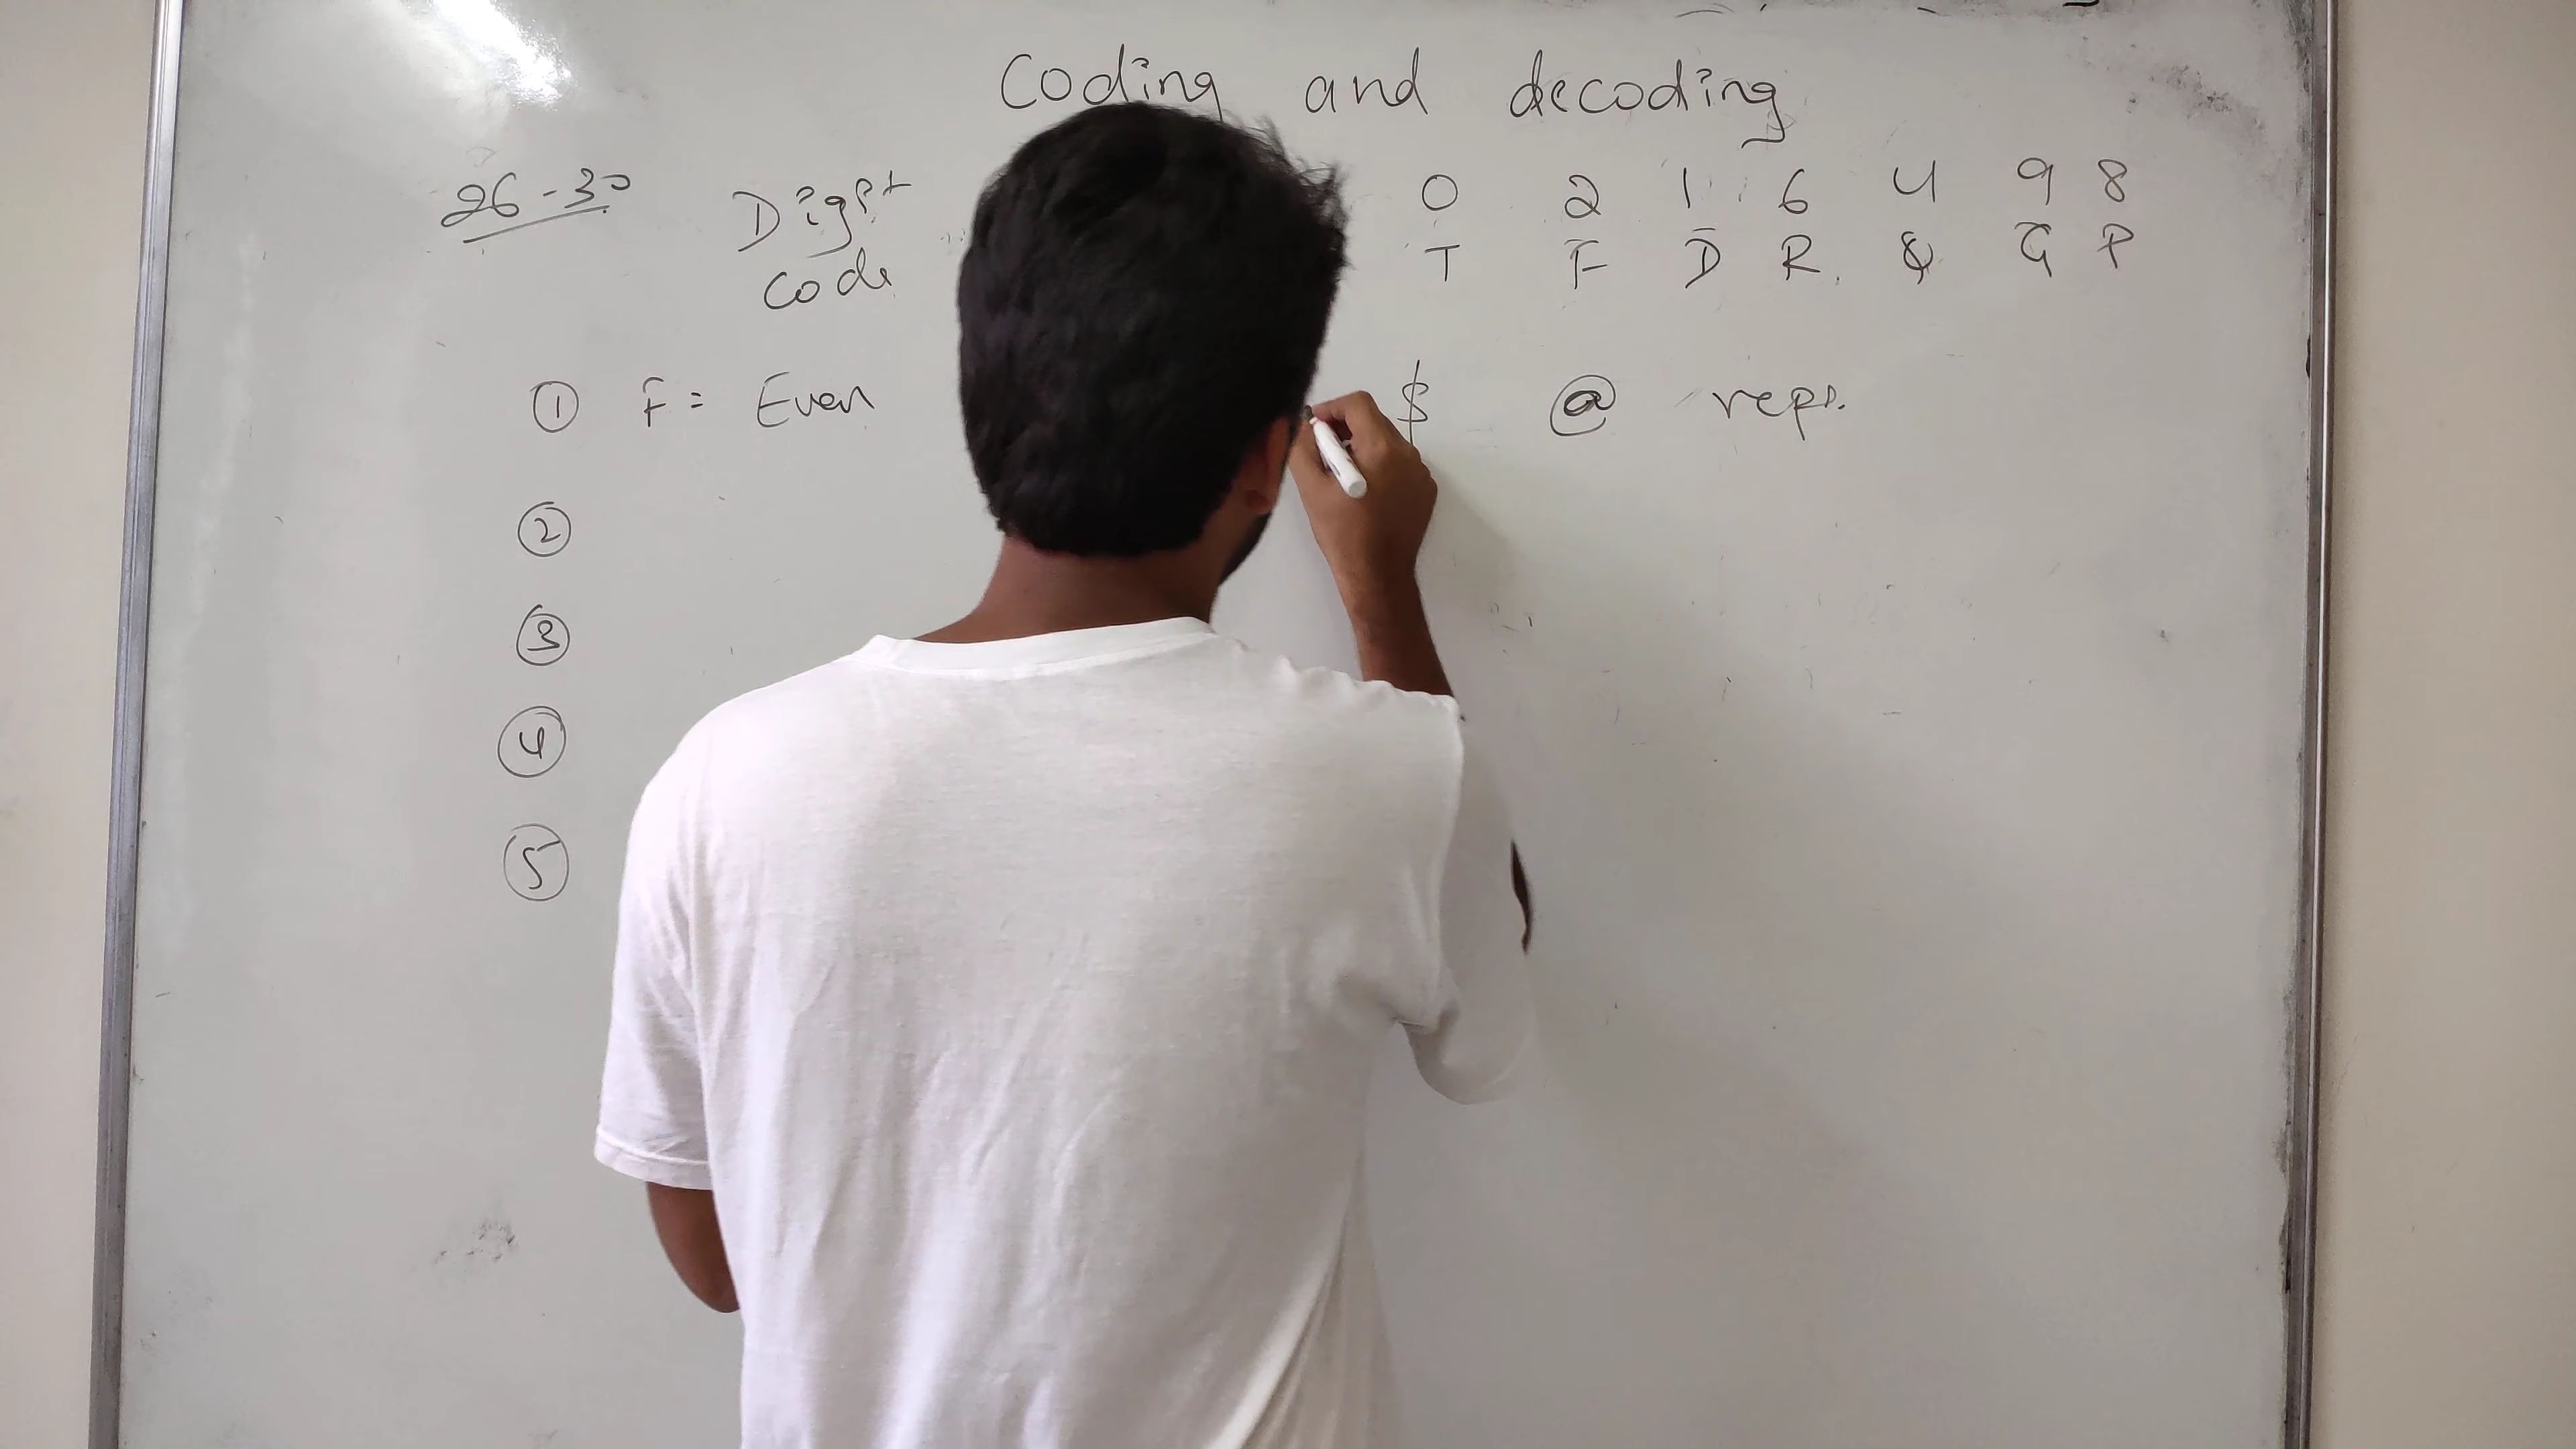 Coding and decoding
26-30 Digit 0 2 1 6 4 9 8
Code T F D R & G P
① F = Even $ @ rep.
②
③
④
⑤